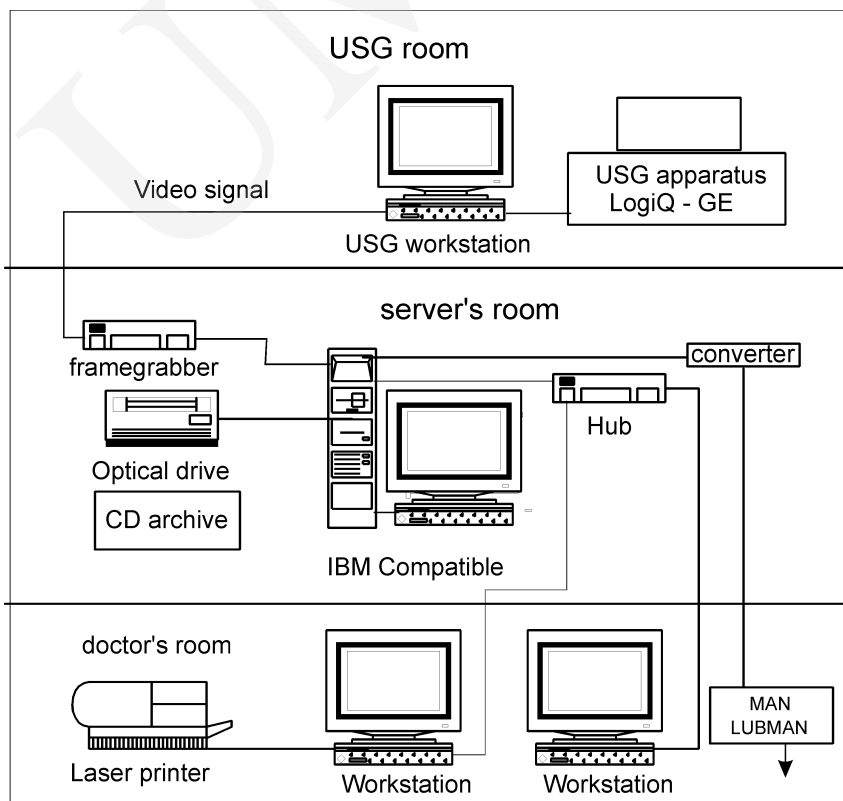 USG room
USG apparatus
LogiQ - GE
Video signal
USG workstation
server's room
framegrabber
converter
Hub
Optical drive
CD archive
IBM Compatible
doctor's room
MAN
LUBMAN
Laser printer
Workstation
Workstation